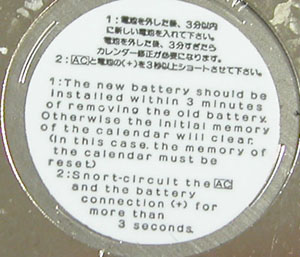 1:電池を外した後、3分以内
に新しい電池を入れて下さい。
電池を外した後、3分すぎたら
カレンダー修正が必要になります。
2:ACと電池の(+)を3秒以上ショートさせて下さい。
1:The new battery should be
installed within 3 minutes
of removing the old battery.
Otherwise the initial memory
of the calendar will clear.
(In this case, the memory of
the calendar must be
reset)
2:Snort-circuit the AC
and the battery
connection (+) for
more than
3 seconds.